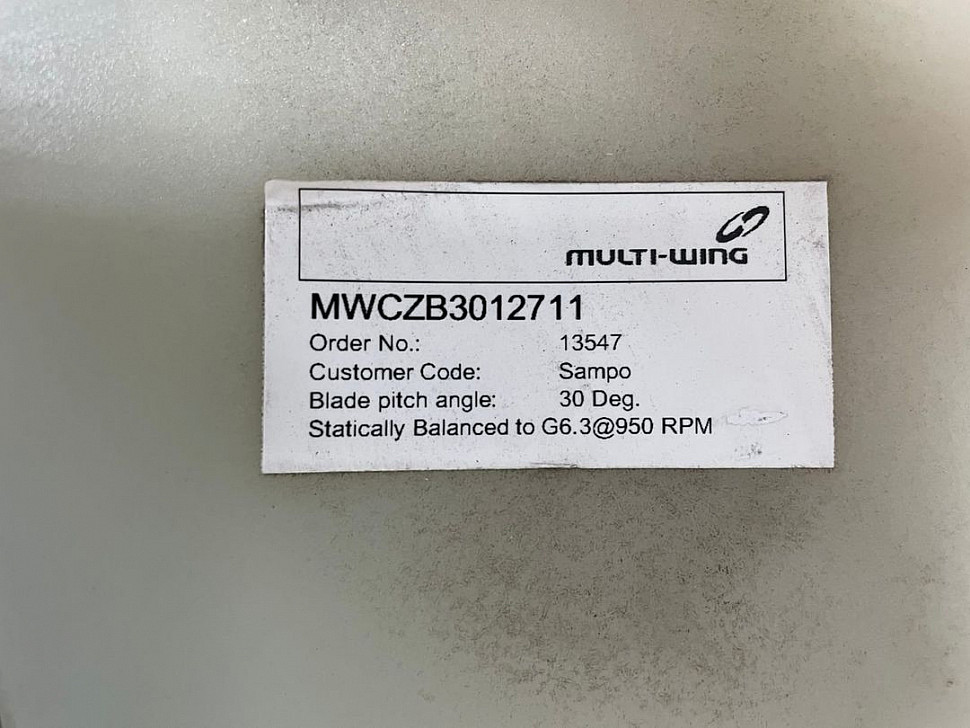 MULTI-WING
MWCZB3012711
Order No.: 13547
Customer Code: Sampo
Blade pitch angle: 30 Deg.
Statically Balanced to G6.3@950 RPM